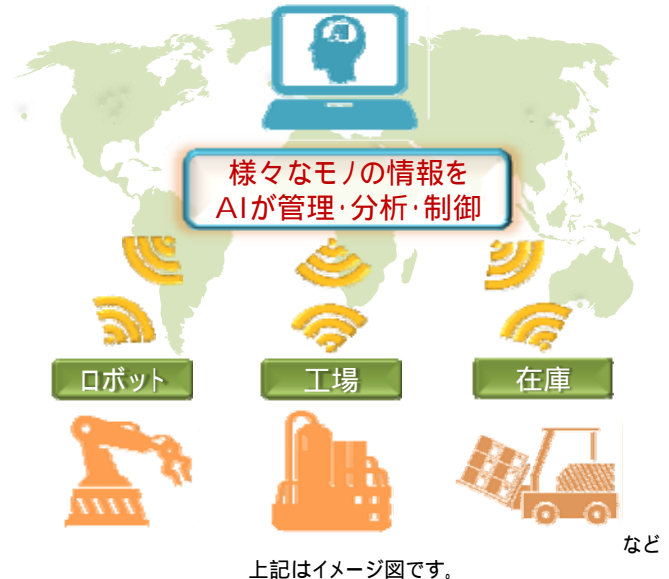 様々なモノの情報を
AIが管理・分析・制御
ロボット
工場
在庫
など
上記はイメージ図です。